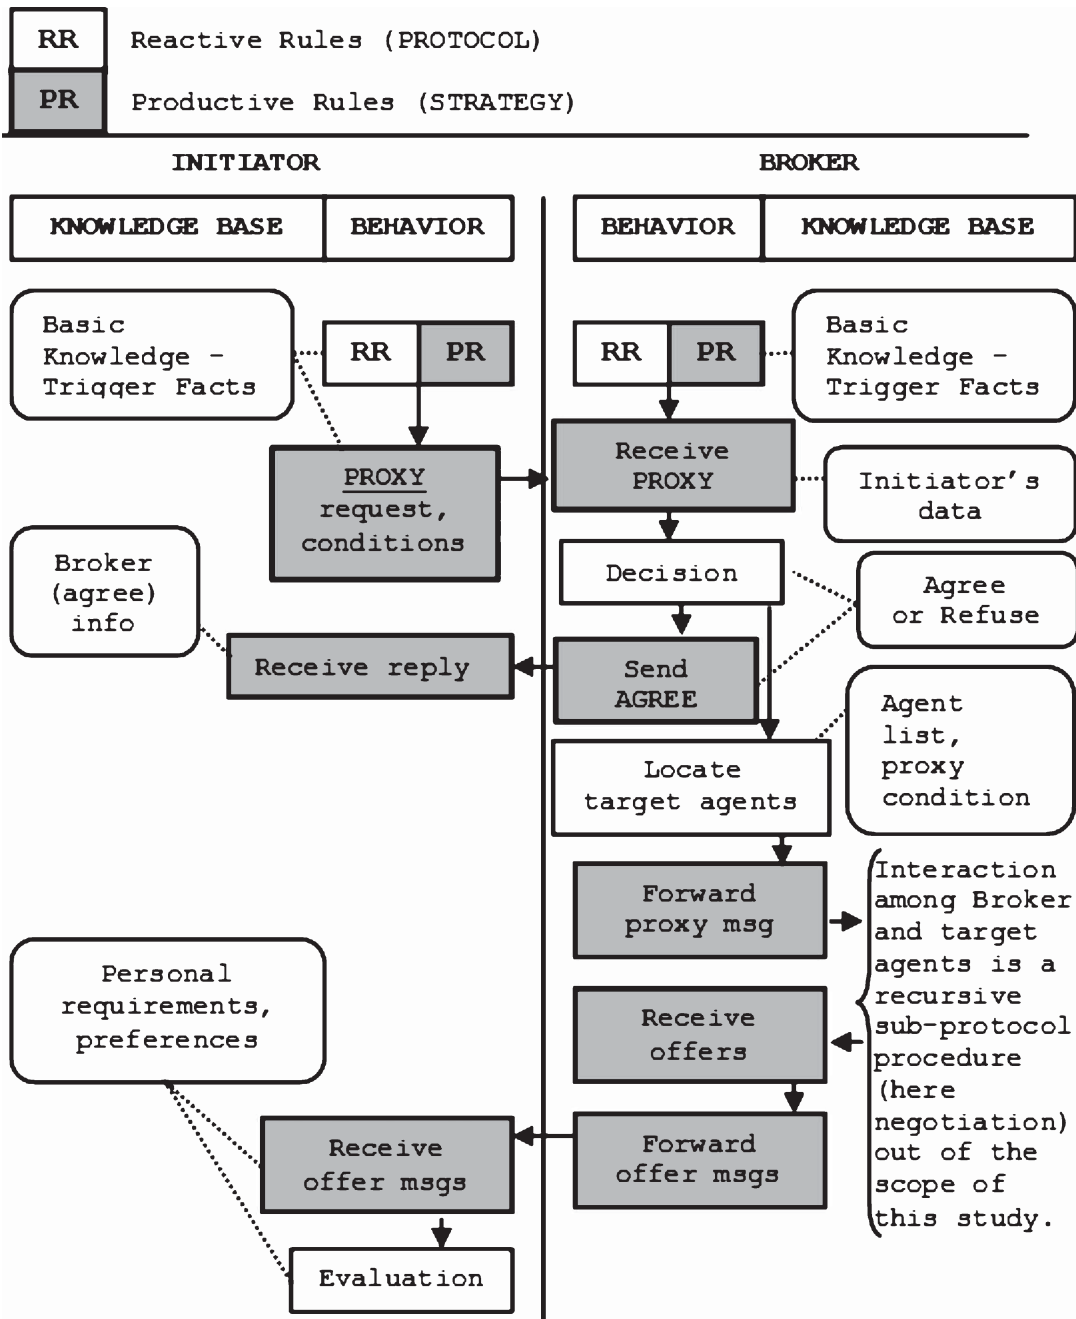 RR Reactive Rules (PROTOCOL)
PR Productive Rules (STRATEGY)
INITIATOR
BROKER
KNOWLEDGE BASE
BEHAVIOR
BEHAVIOR
KNOWLEDGE BASE
Basic
Knowledge –
Triqqer Facts
RR
PR
RR
PR
Basic
Knowledge –
Trigger Facts
PROXY
request,
conditions
Receive
PROXY
Initiator's
data
Broker
(agree)
info
Decision
Agree
or Refuse
Receive reply
Send
AGREE
Agent
list,
proxy
condition
Locate
target agents
Forward
proxy msg
Interaction
among Broker
and target
agents is a
recursive
sub-protocol
procedure
(here
negotiation)
out of the
scope of
this study.
Personal
requirements,
preferences
Receive
offers
Receive
offer msgs
Forward
offer msgs
Evaluation